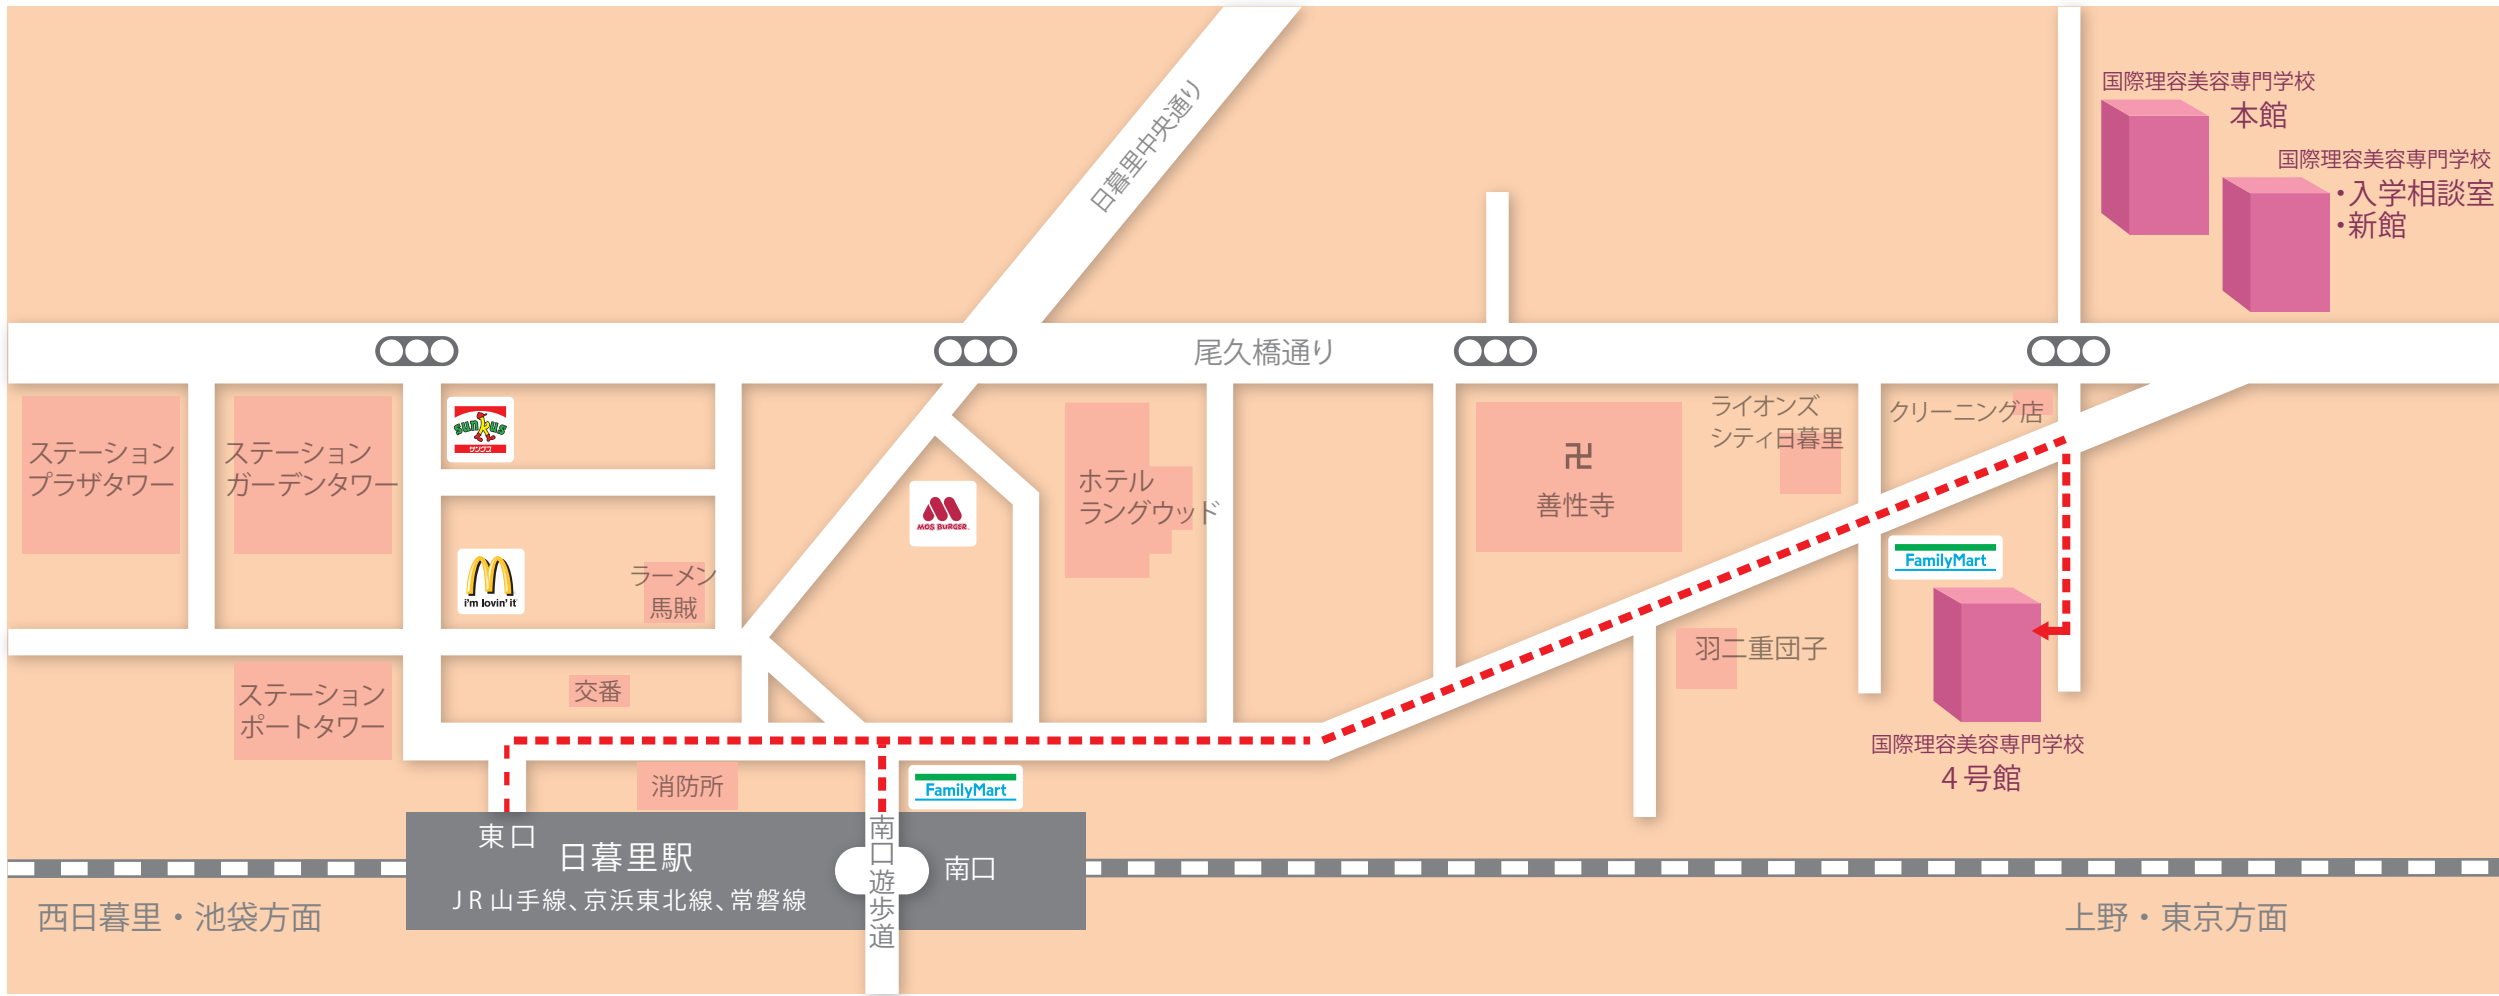 国際理容美容専門学校
本館
国際理容美容専門学校
・入学相談室
・新館
日暮里中央通り
尾久橋通り
ステーション
プラザタワー
ステーション
ガーデンタワー
sunkus
サンクス
i'm lovin' it
ラーメン
馬賊
MOS BURGER
ホテル
ラングウッド
卍
善性寺
ライオンズ
シティ日暮里
クリーニング店
FamilyMart
羽二重団子
国際理容美容専門学校
4号館
ステーション
ポートタワー
交番
消防所
FamilyMart
東口
日暮里駅
JR山手線、京浜東北線、常磐線
南口遊歩道
南口
西日暮里・池袋方面
上野・東京方面